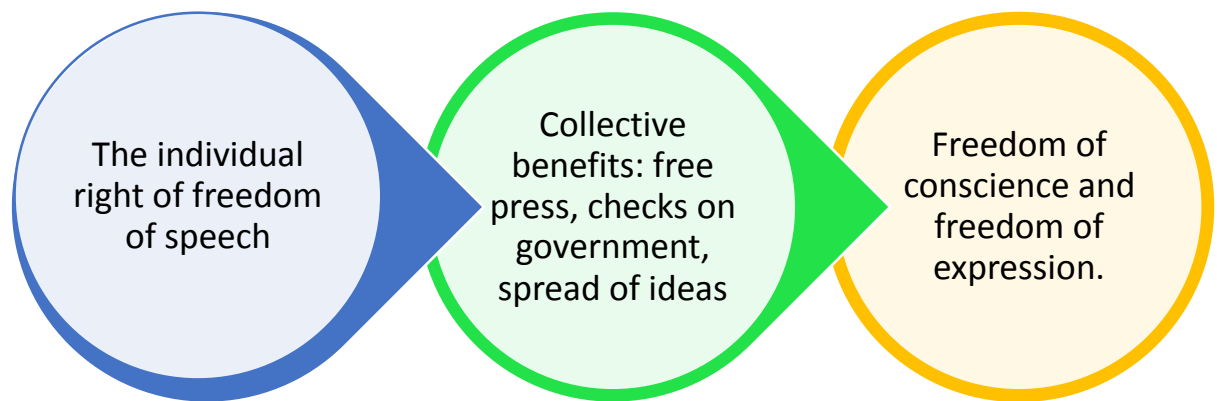 The individual
right of freedom
of speech
Collective
benefits: free
press, checks on
government,
spread of ideas
Freedom of
conscience and
freedom of
expression.